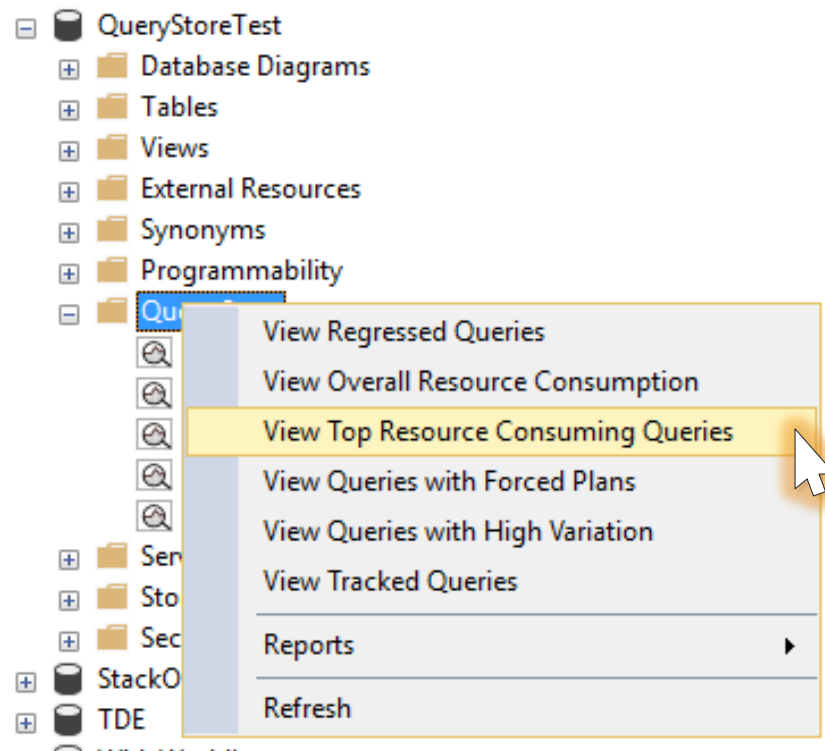 QueryStoreTest
Database Diagrams
Tables
Views
External Resources
Synonyms
Programmability
View Regressed Queries
View Overall Resource Consumption
View Top Resource Consuming Queries
View Queries with Forced Plans
View Queries with High Variation
View Tracked Queries
Reports
Refresh
TDE